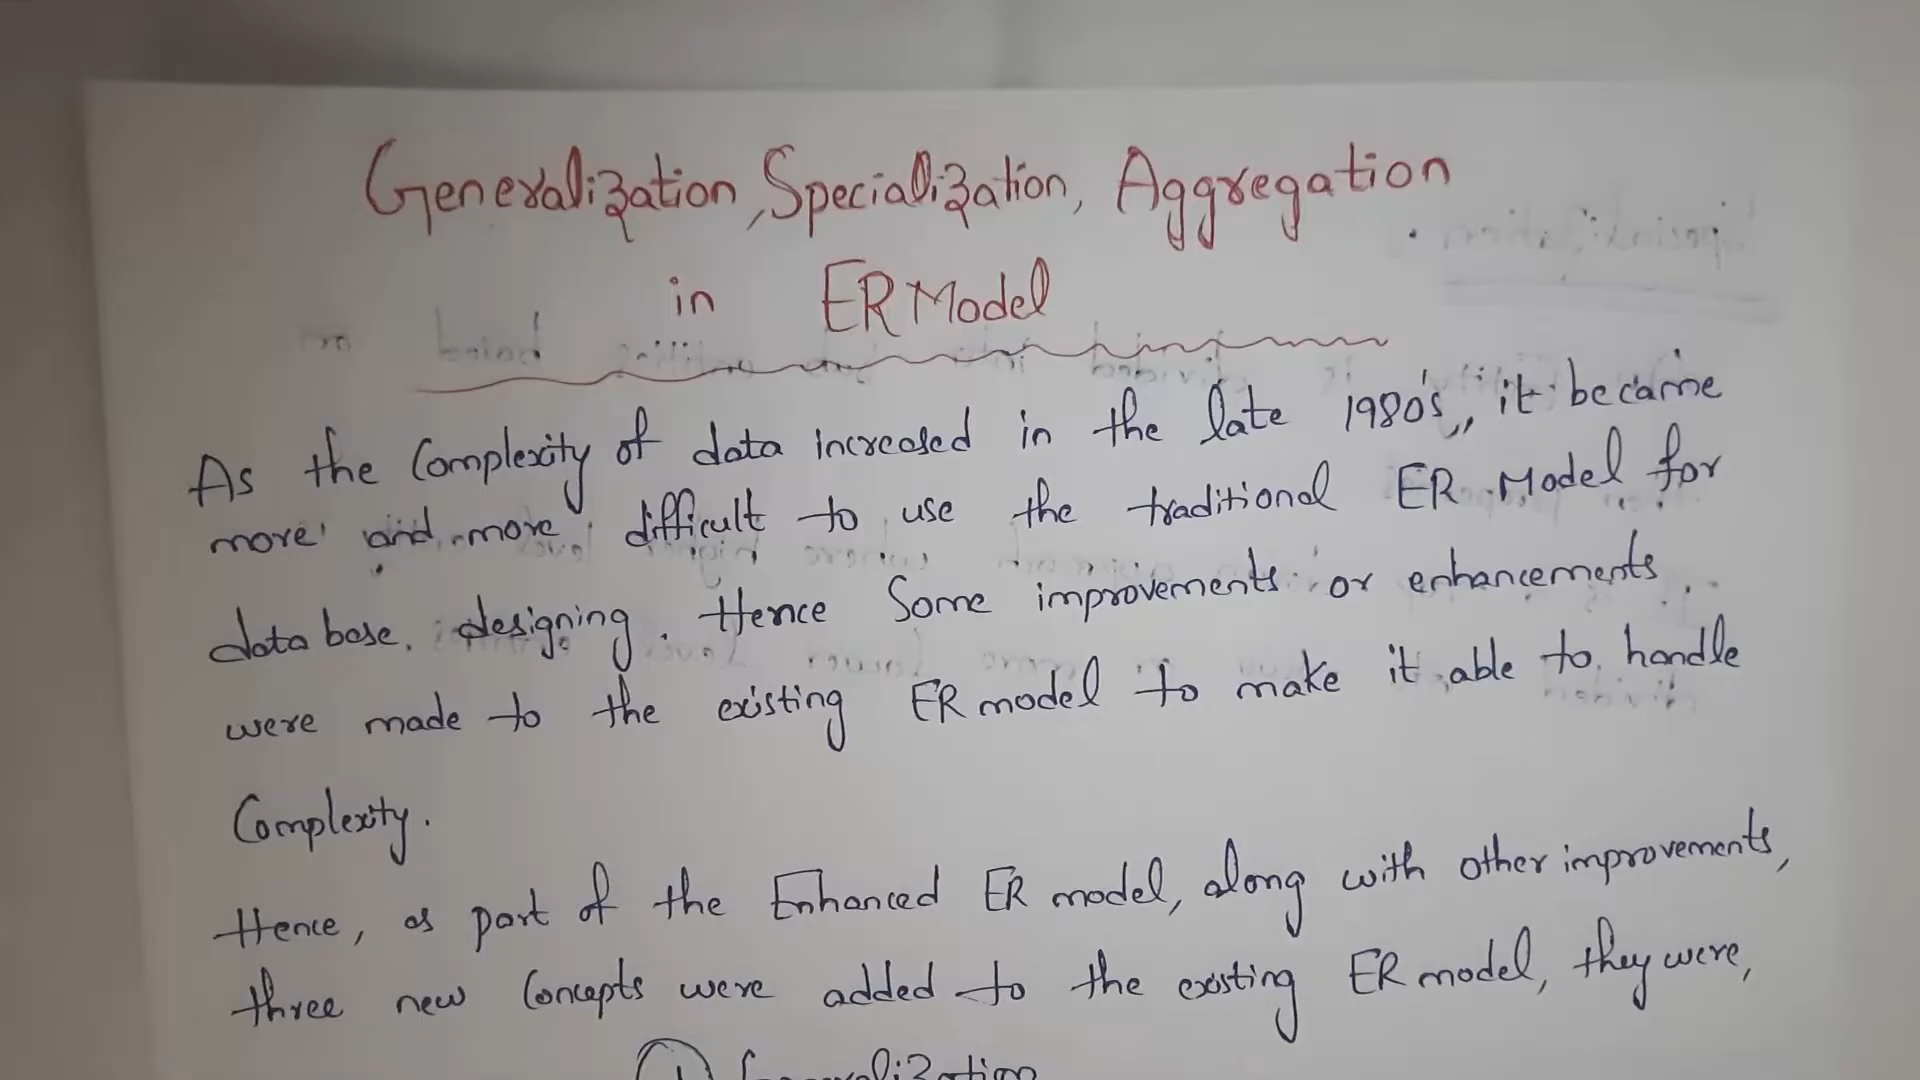 Generalization, Specialization, Aggregation
in ER Model
As the Complexity of data increased in the late 1980's, it became
more and more difficult to use the traditional ER Model for
database designing. Hence Some improvements or enhancements
were made to the existing ER model to make it able to handle
Complexity.
Hence, as part of the Enhanced ER model, along with other improvements,
three new Concepts were added to the existing ER model, they were,
① Generalization